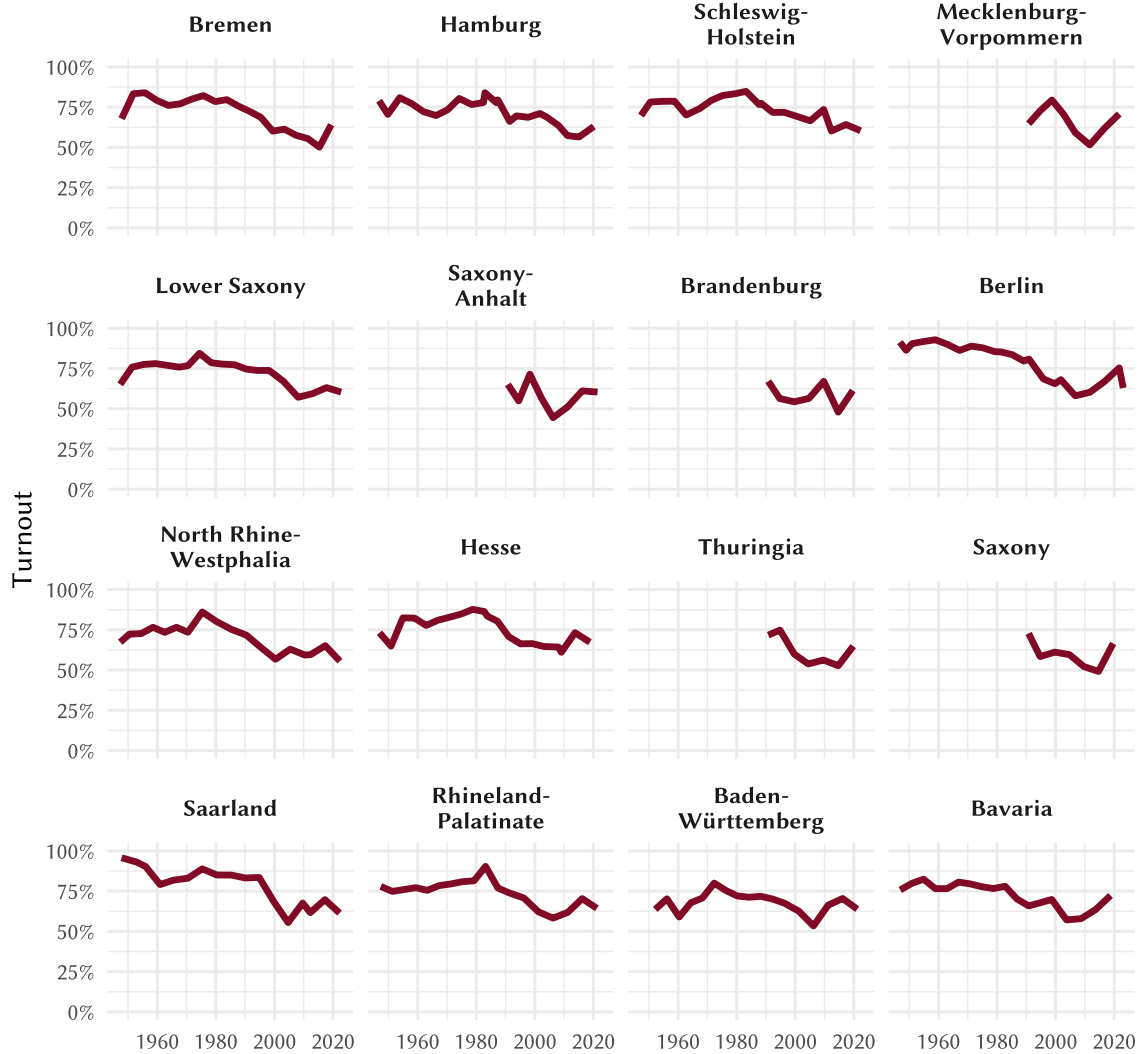 Bremen
Hamburg
Schleswig-
Holstein
Mecklenburg-
Vorpommern
100%
75%
50%
25%
0%
Lower Saxony
Saxony-
Anhalt
Brandenburg
Berlin
100%
75%
50%
25%
0%
Turnout
North Rhine-
Westphalia
Hesse
Thuringia
Saxony
100%
75%
50%
25%
0%
Saarland
Rhineland-
Palatinate
Baden-
Württemberg
Bavaria
100%
75%
50%
25%
0%
1960 1980 2000 2020 1960 1980 2000 2020 1960 1980 2000 2020 1960 1980 2000 2020